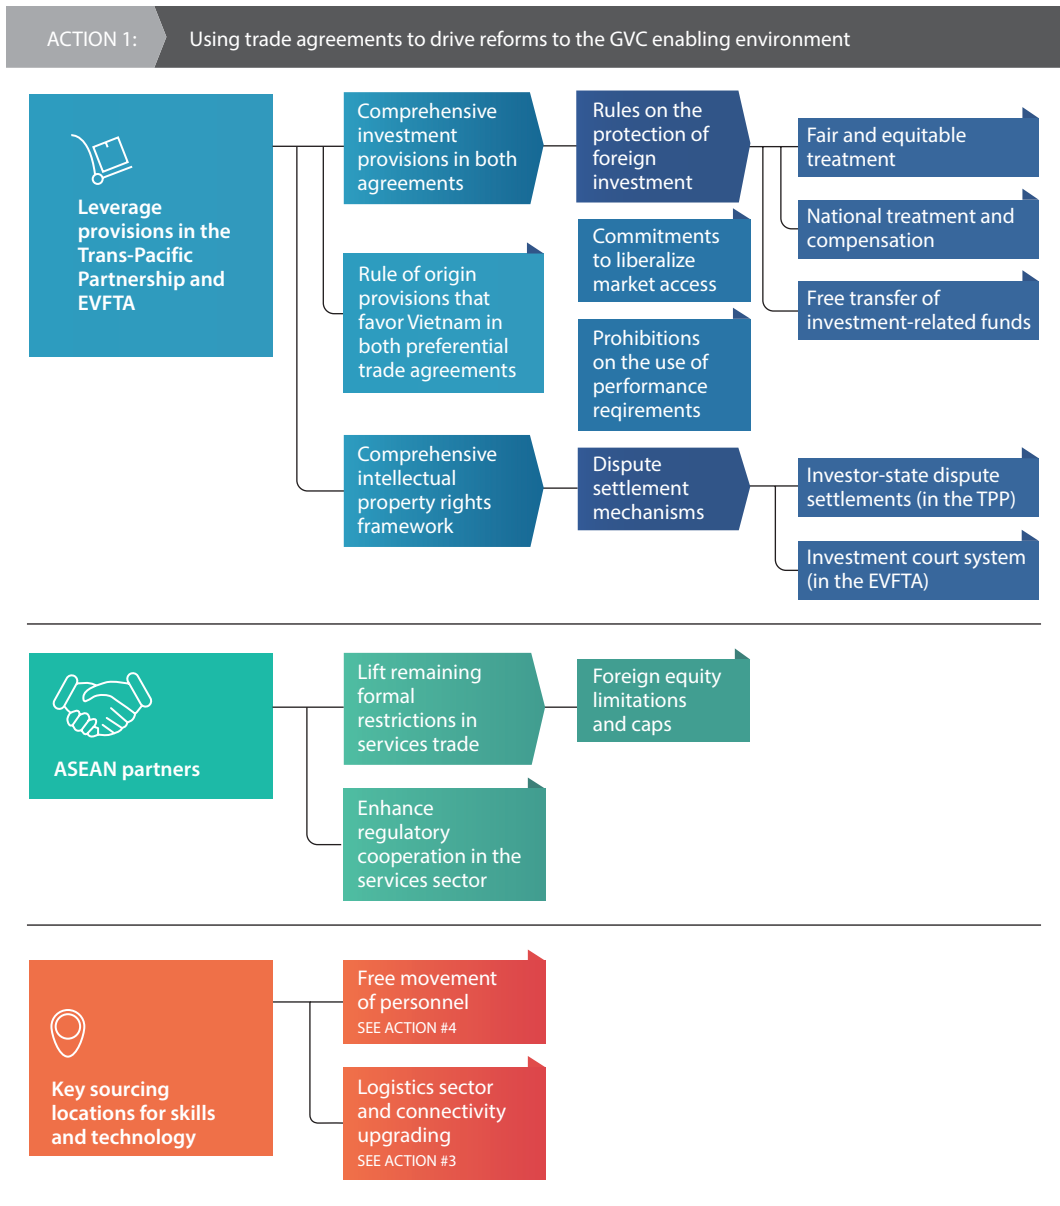 ACTION 1:
Using trade agreements to drive reforms to the GVC enabling environment
Leverage
provisions in the
Trans-Pacific
Partnership and
EVFTA
Comprehensive
investment
provisions in both
agreements
Rules on the
protection of
foreign
investment
Fair and equitable
treatment
National treatment and
compensation
Free transfer of
investment-related funds
Commitments
to liberalize
market access
Rule of origin
provisions that
favor Vietnam in
both preferential
trade agreements
Prohibitions
on the use of
performance
reqirements
Comprehensive
intellectual
property rights
framework
Dispute
settlement
mechanisms
Investor-state dispute
settlements (in the TPP)
Investment court system
(in the EVFTA)
ASEAN partners
Lift remaining
formal
restrictions in
services trade
Foreign equity
limitations
and caps
Enhance
regulatory
cooperation in the
services sector
Key sourcing
locations for skills
and technology
Free movement
of personnel
SEE ACTION #4
Logistics sector
and connectivity
upgrading
SEE ACTION #3